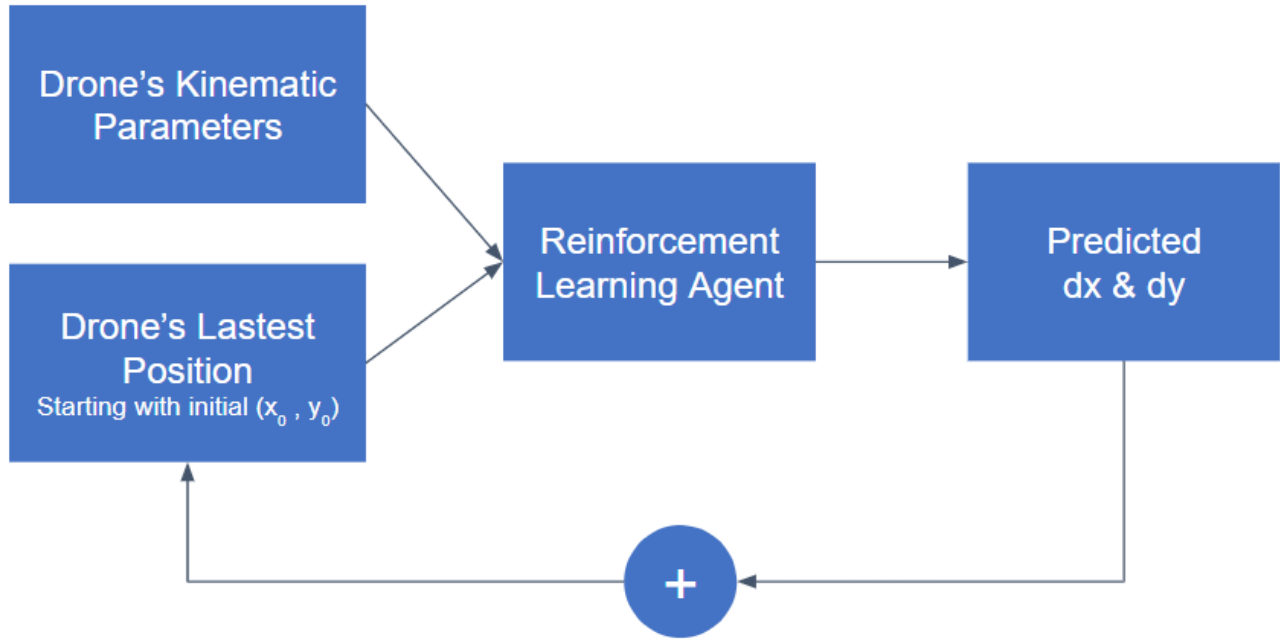 Drone's Kinematic
Parameters
Drone's Lastest
Position
Starting with initial (x₀ , y₀)
Reinforcement
Learning Agent
Predicted
dx & dy
+